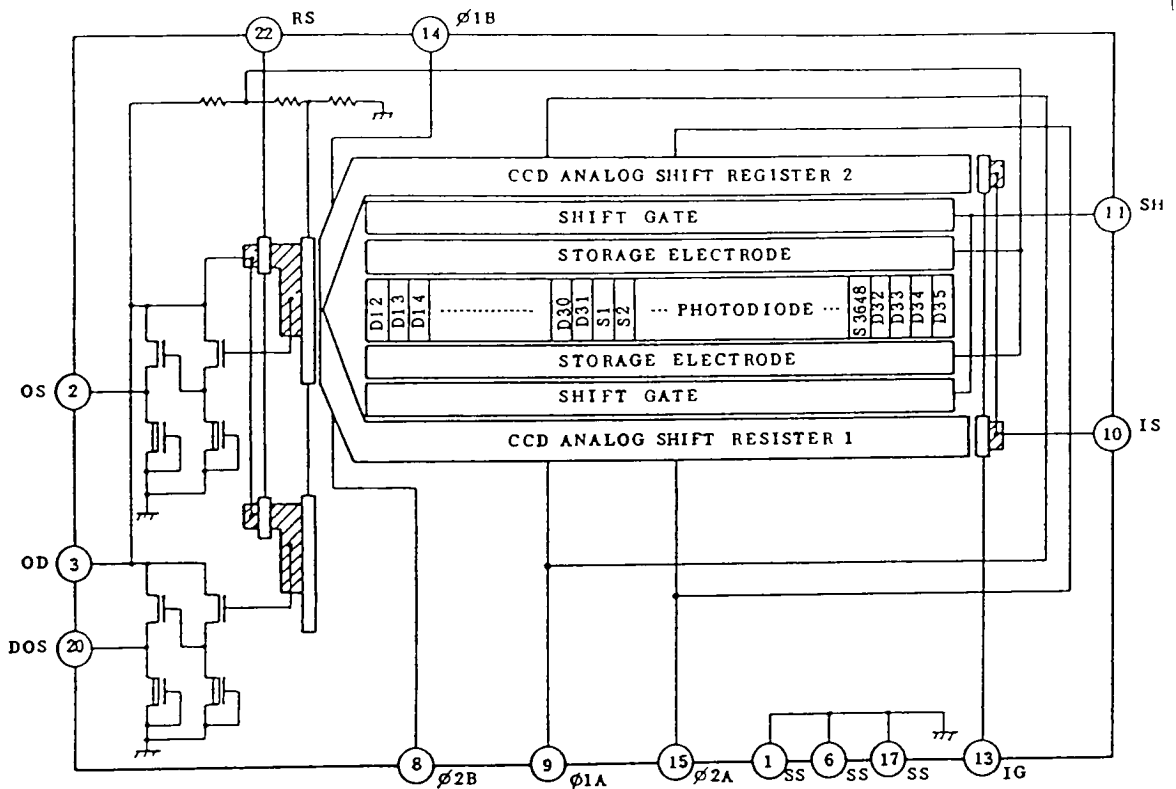 RS
22
Ø1B
14
CCD ANALOG SHIFT REGISTER 2
SHIFT GATE
11 SH
STORAGE ELECTRODE
D12 D13 D14 ............ D30 D31 S1 S2 ... PHOTODIODE ... S3648 D32 D33 D34 D35
STORAGE ELECTRODE
OS 2
SHIFT GATE
CCD ANALOG SHIFT RESISTER 1
10 IS
OD 3
DOS 20
8 Ø2B
9 Ø1A
15 Ø2A
1 SS
6 SS
17 SS
13 IG